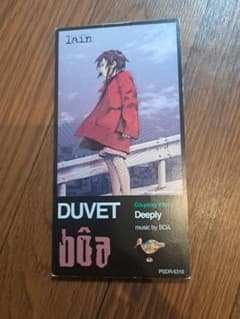 lain
DUVET
Coupling with
Deeply
music by BOA
bôa
PSDR-5310